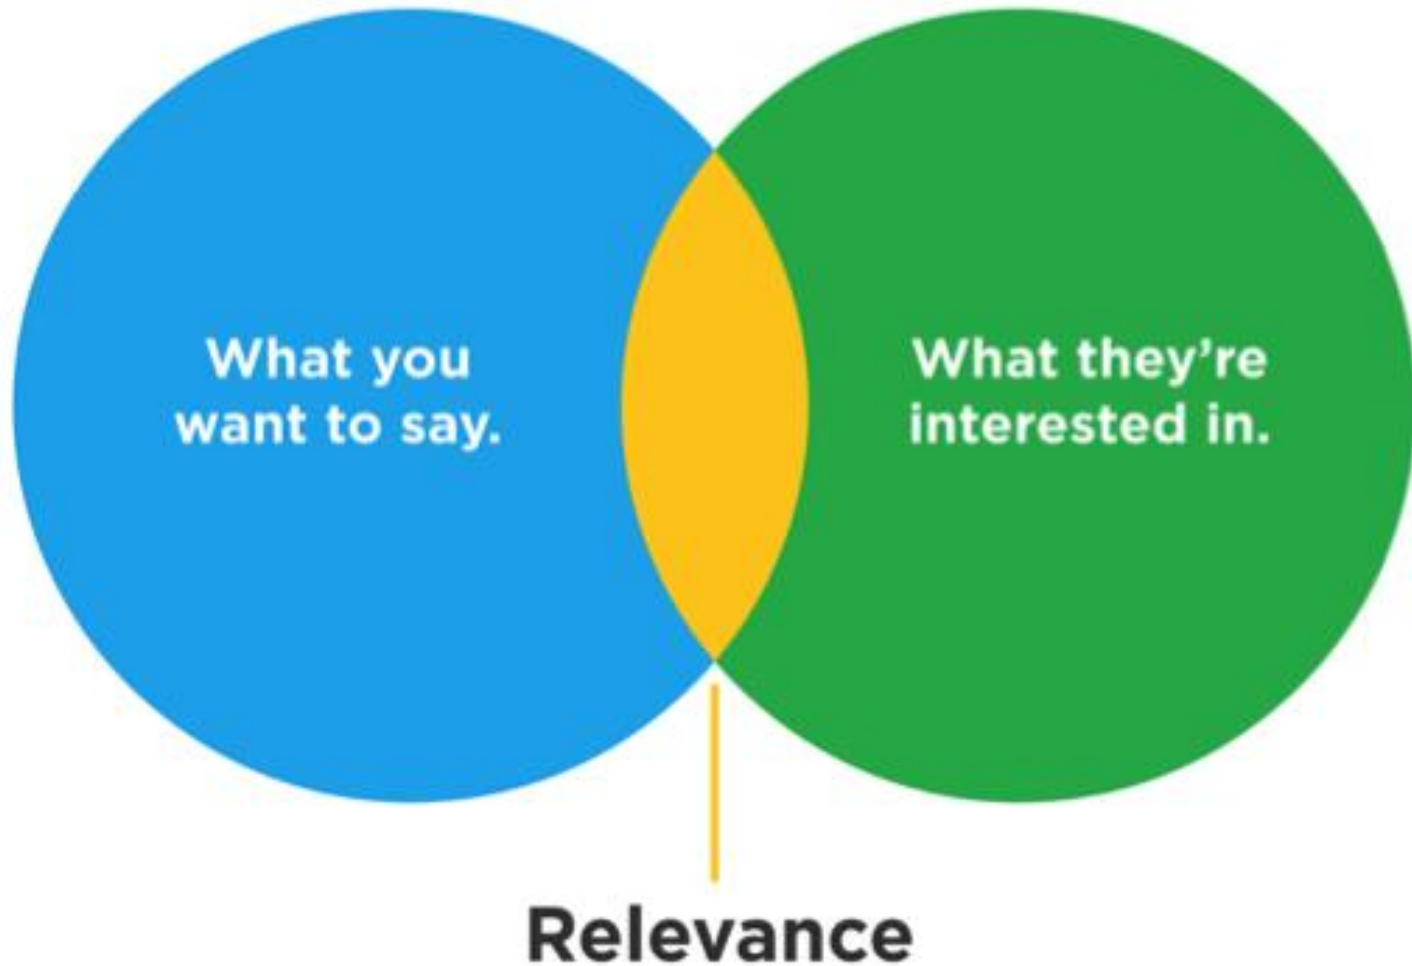 What you
want to say.
What they’re
interested in.
Relevance